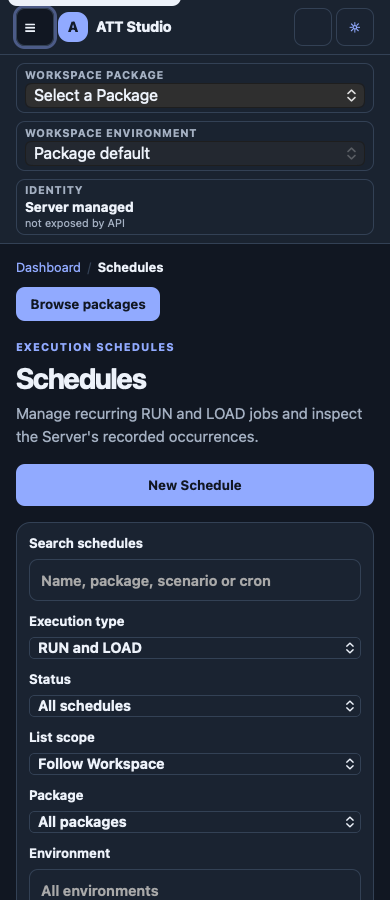 A ATT Studio
WORKSPACE PACKAGE
Select a Package
WORKSPACE ENVIRONMENT
Package default
IDENTITY
Server managed
not exposed by API
Dashboard / Schedules
Browse packages
EXECUTION SCHEDULES
Schedules
Manage recurring RUN and LOAD jobs and inspect
the Server's recorded occurrences.
New Schedule
Search schedules
Name, package, scenario or cron
Execution type
RUN and LOAD
Status
All schedules
List scope
Follow Workspace
Package
All packages
Environment
All environments